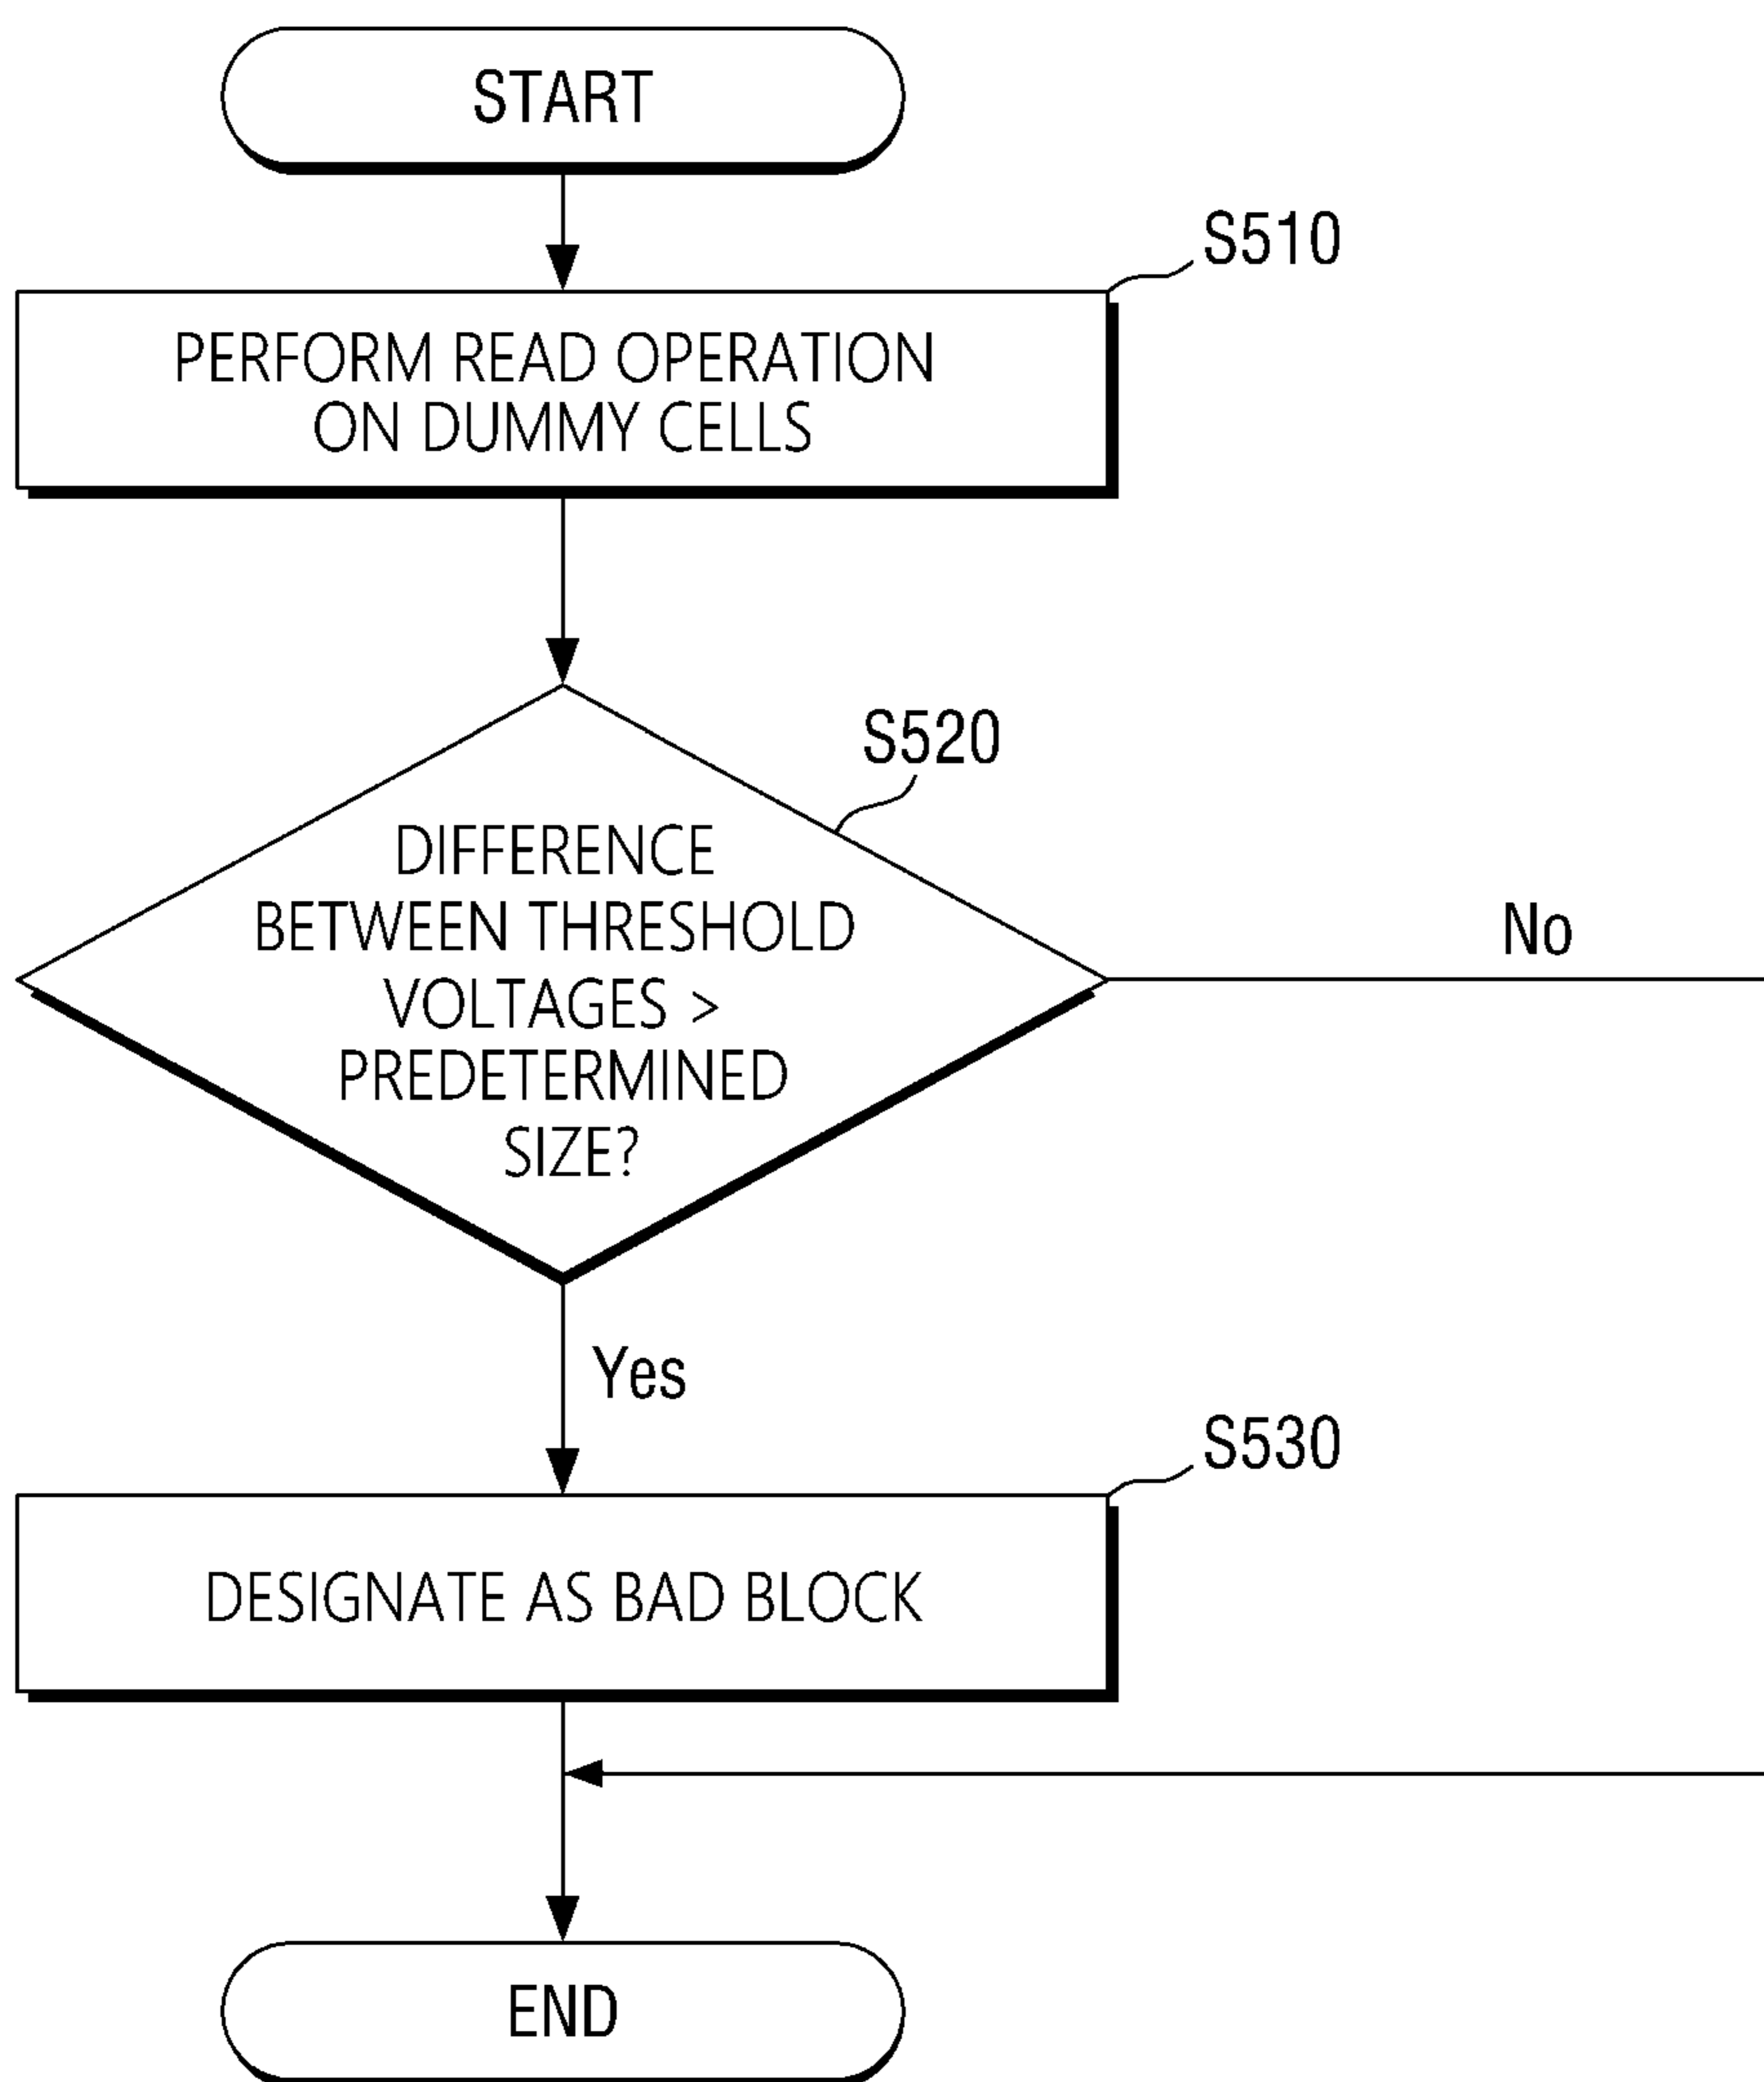 START
S510
PERFORM READ OPERATION
ON DUMMY CELLS
S520
DIFFERENCE
BETWEEN THRESHOLD
VOLTAGES >
PREDETERMINED
SIZE?
No
Yes
S530
DESIGNATE AS BAD BLOCK
END